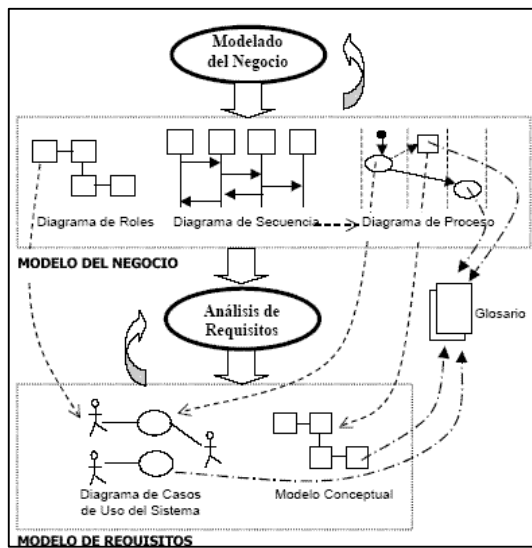 Modelado
del Negocio
Diagrama de Roles
Diagrama de Secuencia
Diagrama de Proceso
MODELO DEL NEGOCIO
Análisis de
Requisitos
Glosario
Diagrama de Casos
de Uso del Sistema
Modelo Conceptual
MODELO DE REQUISITOS